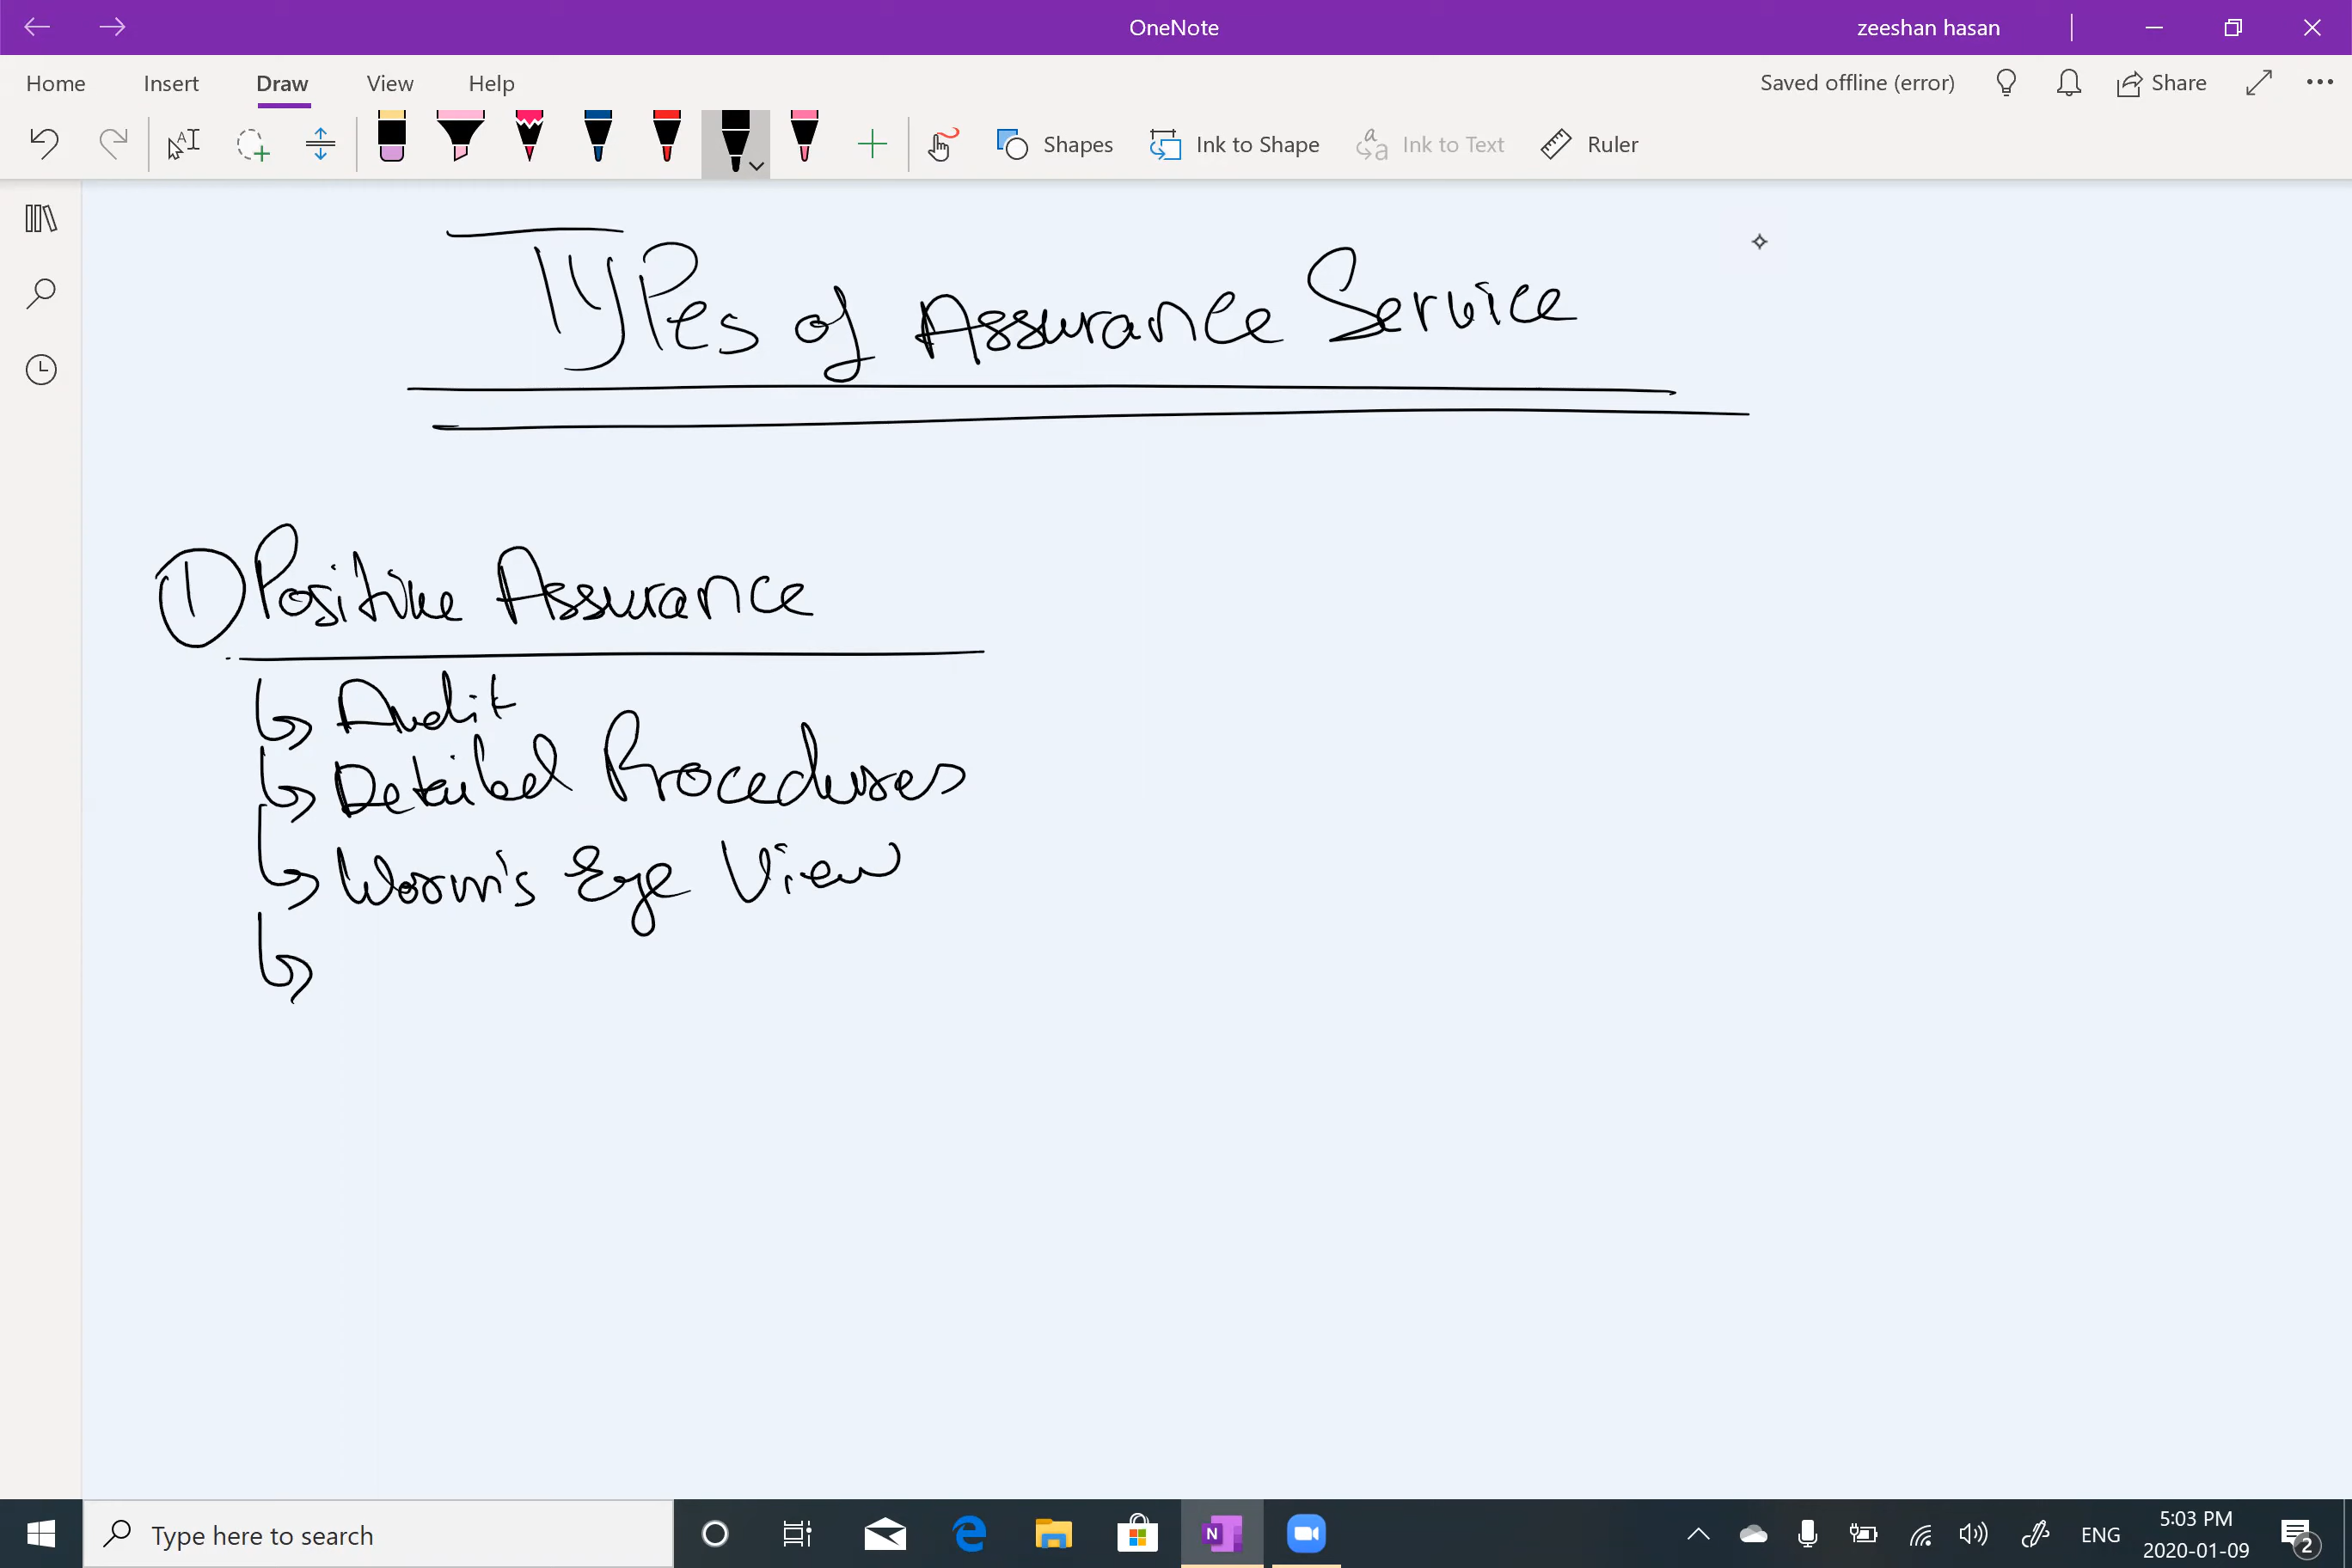 OneNote
zeeshan hasan
Home Insert Draw View Help
Saved offline (error) Share
Shapes Ink to Shape Ink to Text Ruler
Types of Assurance Service
① Positive Assurance
Audit
Detailed Procedures
Worm's Eye View
Type here to search
ENG
5:03 PM
2020-01-09
2